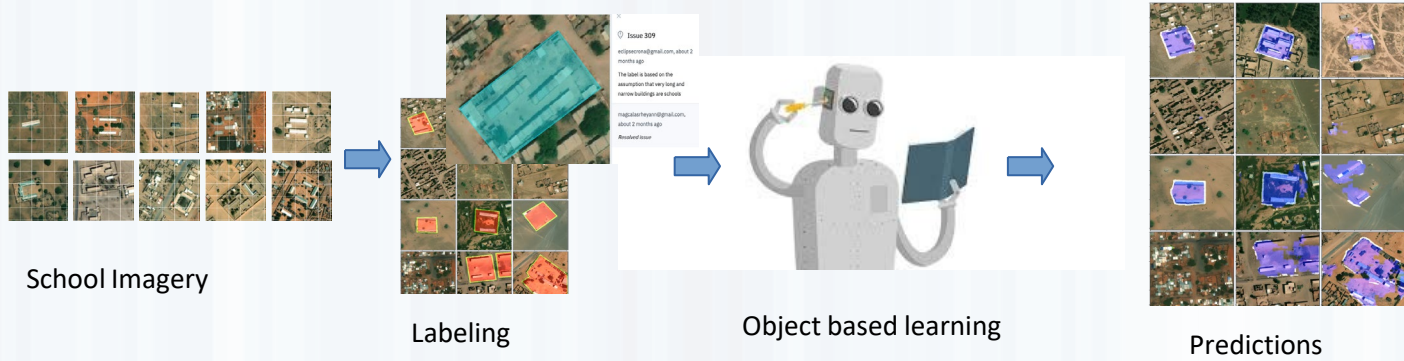 Issue 309
eclipsecrona@gmail.com, about 2
months ago
The label is based on the
assumption that very long and
narrow buildings are schools
magsalasrheyann@gmail.com,
about 2 months ago
Resolved issue
School Imagery
Labeling
Object based learning
Predictions